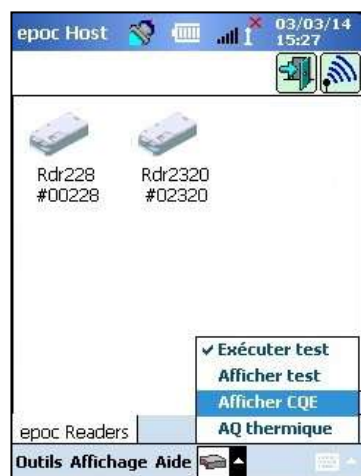 epoc Host
03/03/14
15:27
Rdr228
#00228
Rdr2320
#02320
Exécuter test
Afficher test
Afficher CQE
AQ thermique
epoc Readers
Outils Affichage Aide